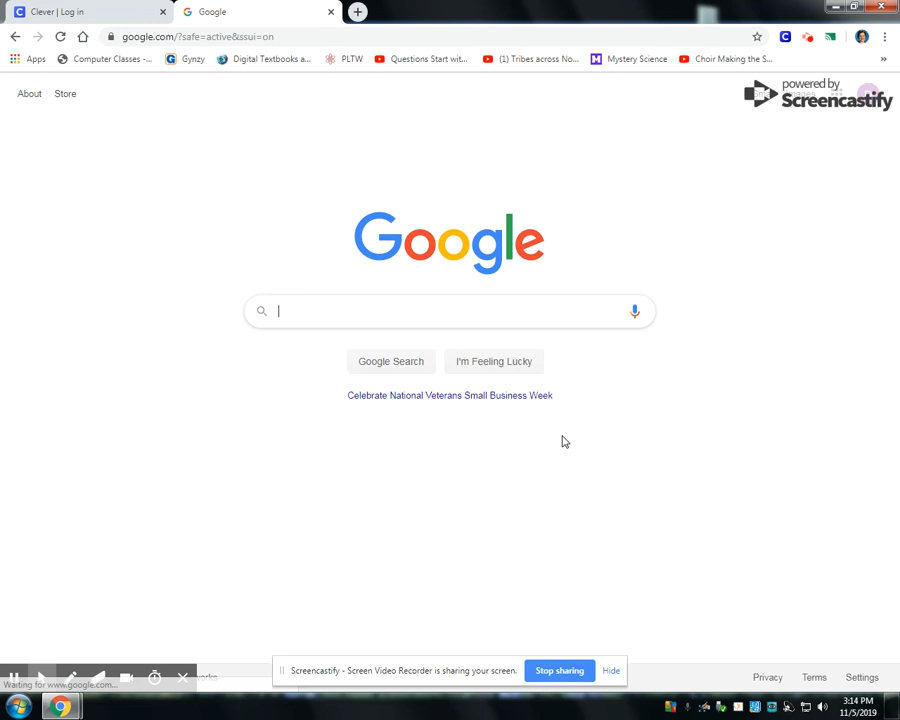 Clever | Log in
Google
google.com/?safe=active&ssui=on
Apps
Computer Classes -...
Gynzy
Digital Textbooks a...
PLTW
Questions Start wit...
(1) Tribes across No...
Mystery Science
Choir Making the S...
»
About
Store
powered by
Screencastify
Google
Google Search
I'm Feeling Lucky
Celebrate National Veterans Small Business Week
Screencastify - Screen Video Recorder is sharing your screen.
Stop sharing
Hide
works
Privacy
Terms
Settings
Waiting for www.google.com...
3:14 PM
11/5/2019